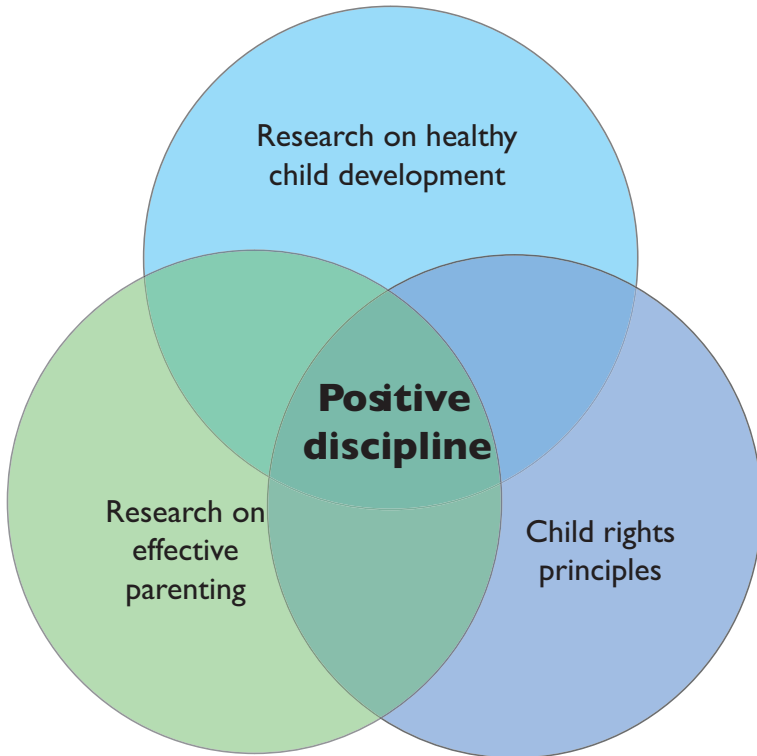 Research on healthy
child development
Positive
discipline
Research on
effective
parenting
Child rights
principles